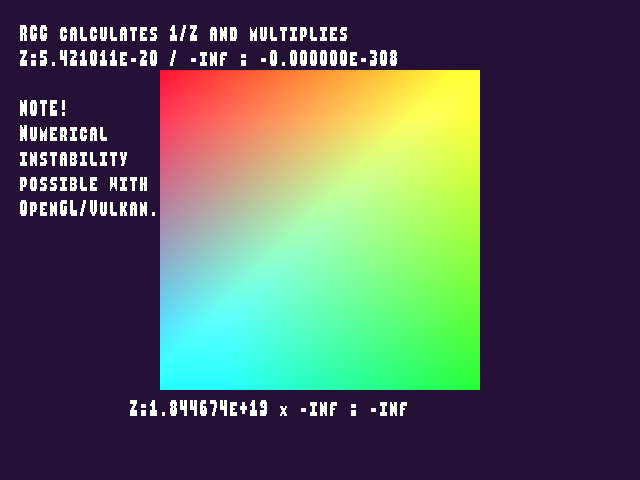 RGC CALCULATES 1/Z AND MULTIPLIES
Z:5.421011E-20 / -INF : -0.000000E-308
NOTE!
NUMERICAL
INSTABILITY
POSSIBLE WITH
OPENGL/VULKAN.
Z:1.844674E+19 X -INF : -INF